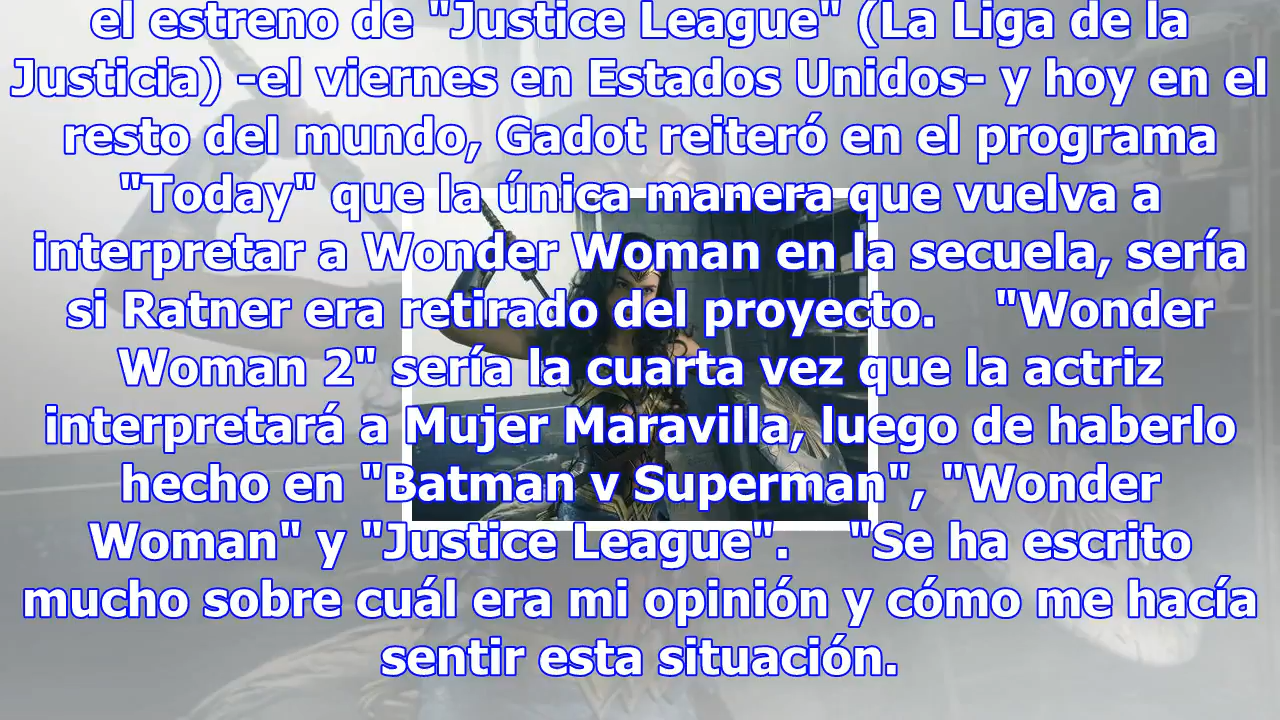 el estreno de "Justice League" (La Liga de la
Justicia) -el viernes en Estados Unidos- y hoy en el
resto del mundo, Gadot reiteró en el programa
"Today" que la única manera que vuelva a
interpretar a Wonder Woman en la secuela, sería
si Ratner era retirado del proyecto. "Wonder
Woman 2" sería la cuarta vez que la actriz
interpretará a Mujer Maravilla, luego de haberlo
hecho en "Batman v Superman", "Wonder
Woman" y "Justice League". "Se ha escrito
mucho sobre cuál era mi opinión y cómo me hacía
sentir esta situación.